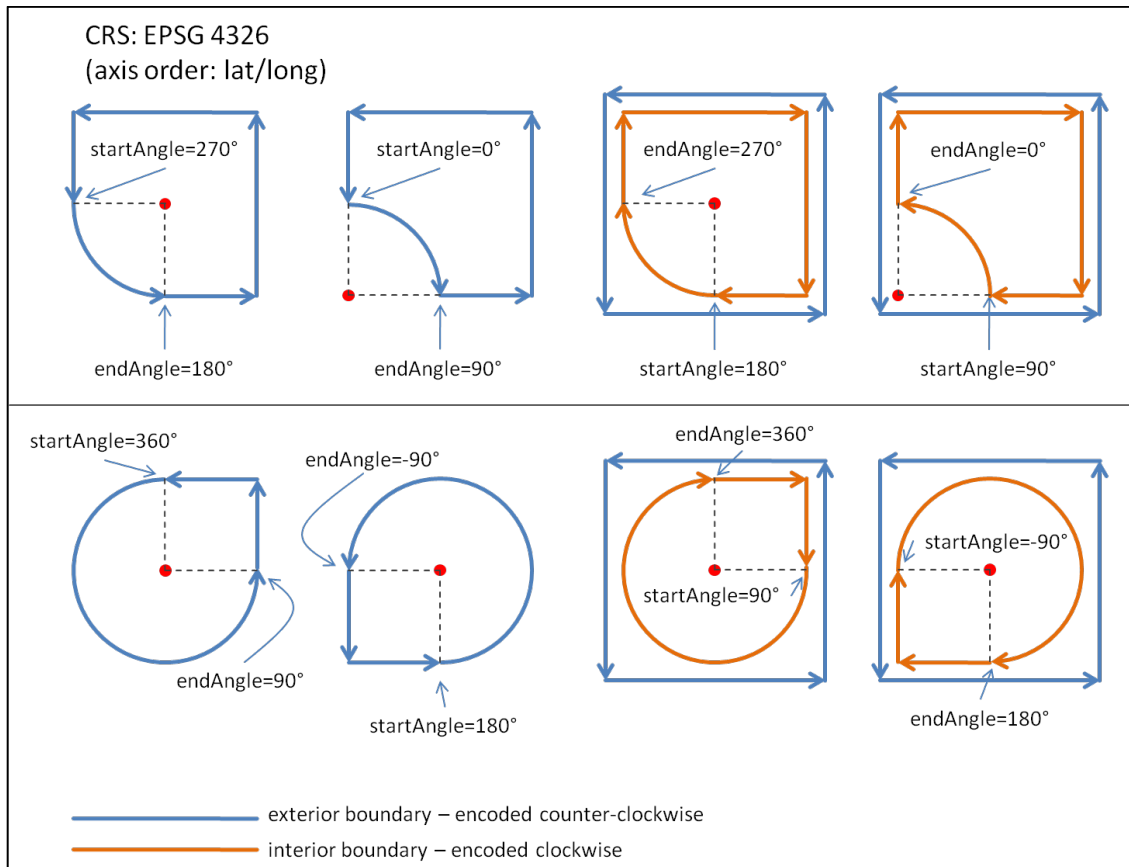 CRS: EPSG 4326
(axis order: lat/long)
startAngle=270°
startAngle=0°
endAngle=270°
endAngle=0°
endAngle=180°
endAngle=90°
startAngle=180°
startAngle=90°
startAngle=360°
endAngle=-90°
endAngle=360°
startAngle=-90°
startAngle=90°
endAngle=90°
startAngle=180°
endAngle=180°
exterior boundary – encoded counter-clockwise
interior boundary – encoded clockwise